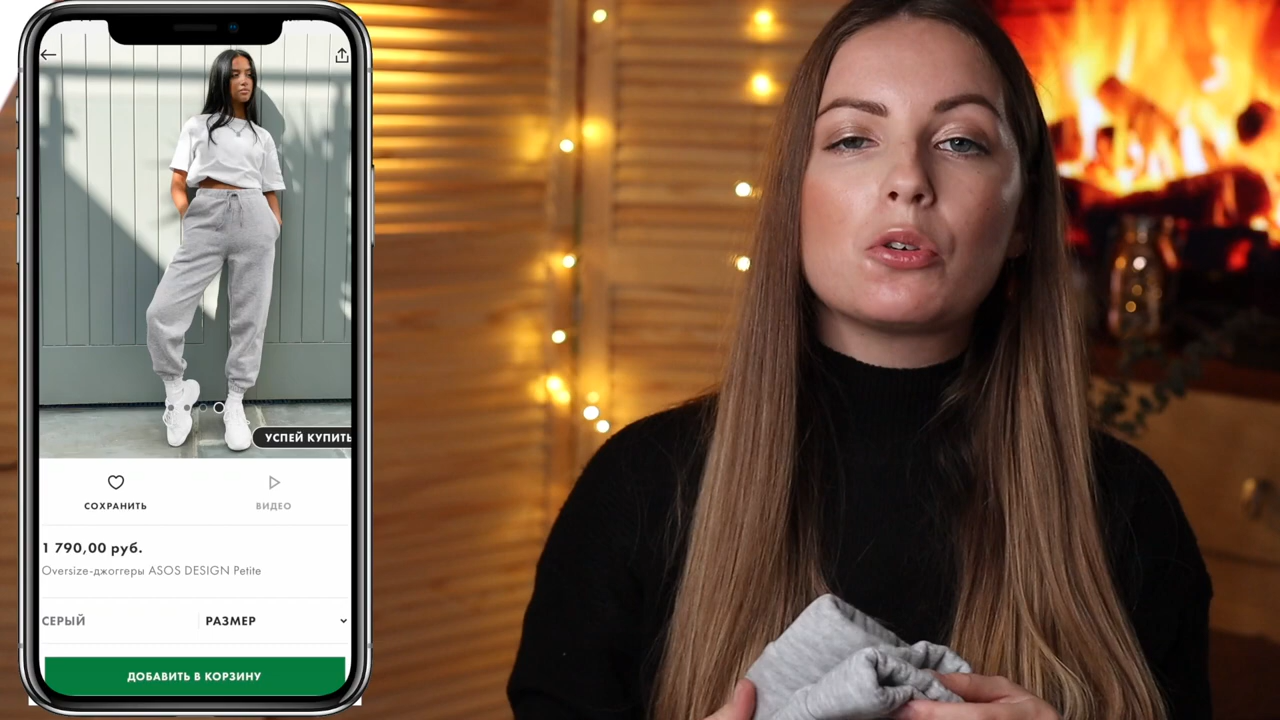 УСПЕЙ КУПИТЬ
СОХРАНИТЬ
ВИДЕО
1 790,00 руб.
Oversize-джоггеры ASOS DESIGN Petite
СЕРЫЙ
РАЗМЕР
ДОБАВИТЬ В КОРЗИНУ